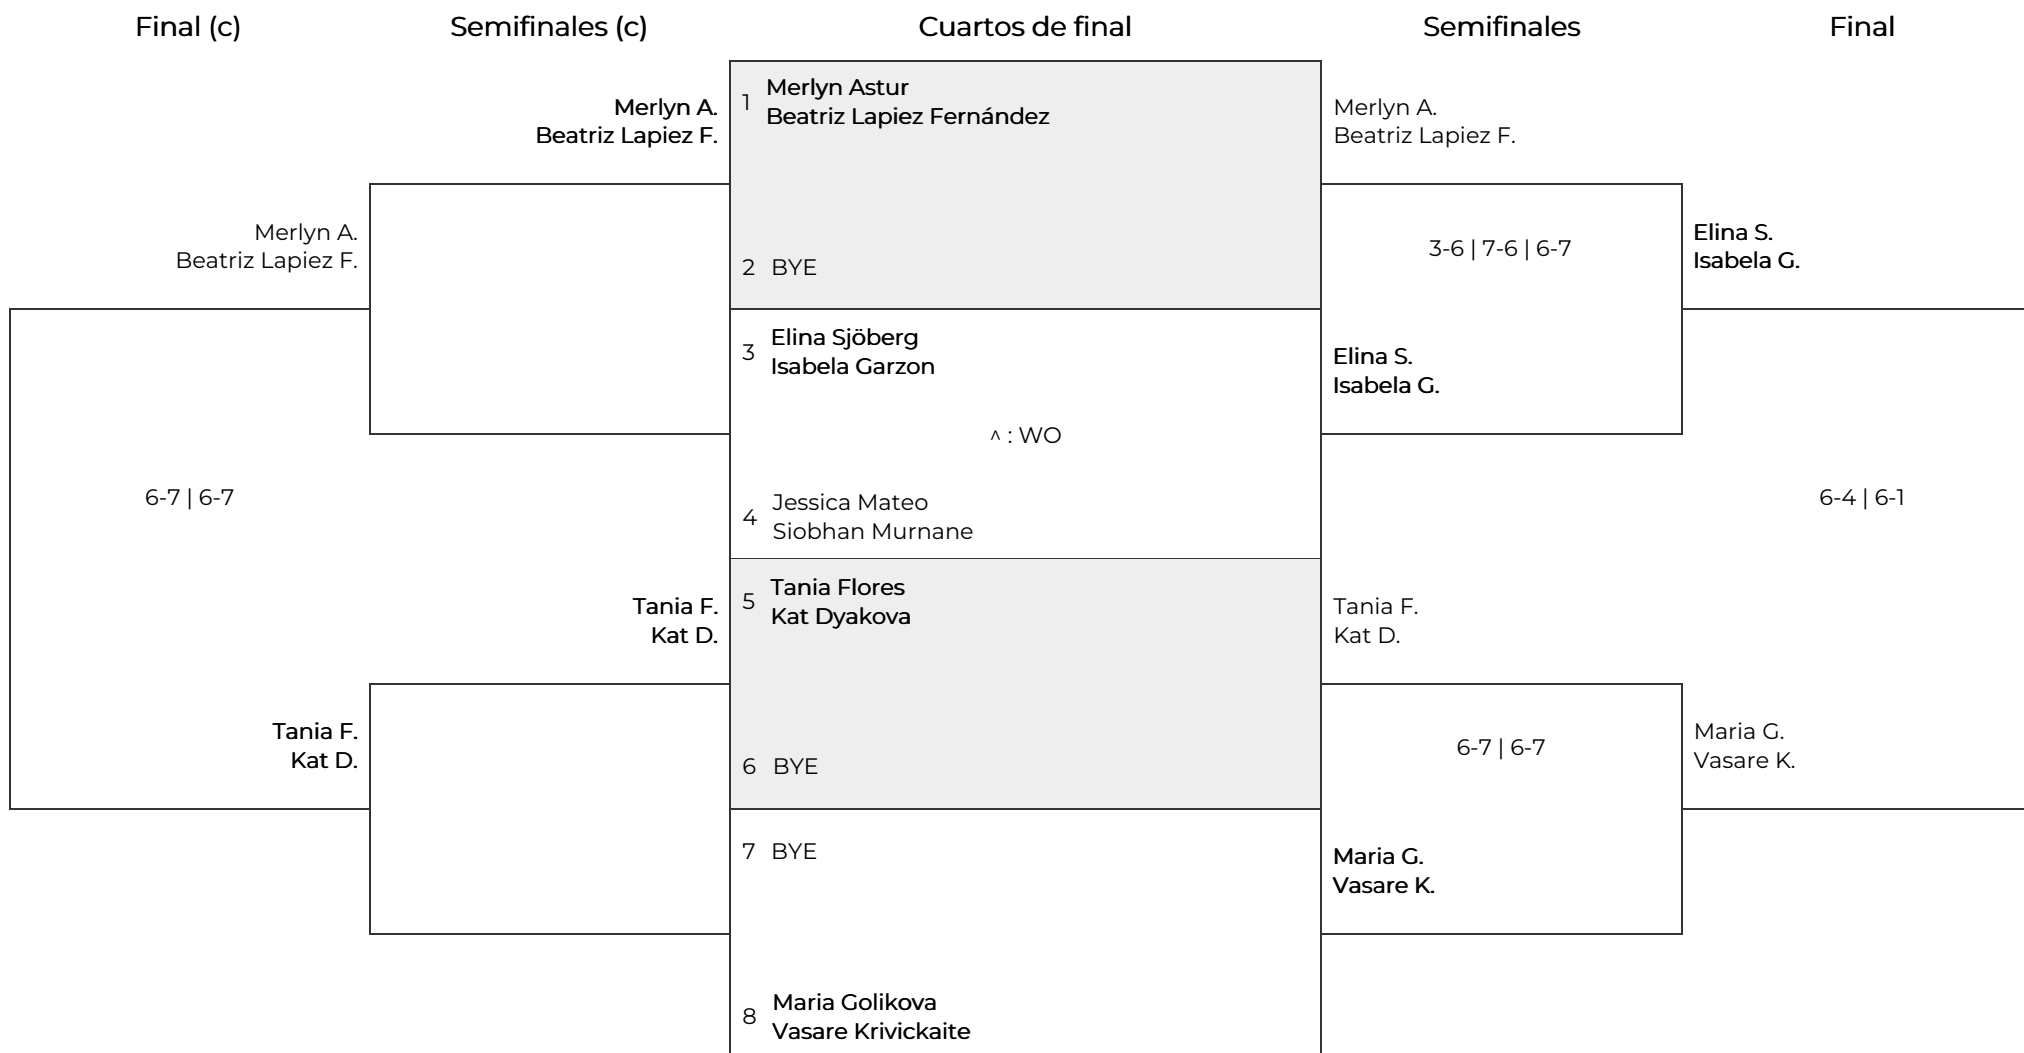 Final (c)
Semifinales (c)
Cuartos de final
Semifinales
Final
Merlyn A.
Beatriz Lapiez F.
1
Merlyn Astur
Beatriz Lapiez Fernández
Merlyn A.
Beatriz Lapiez F.
Merlyn A.
Beatriz Lapiez F.
2 BYE
3-6 | 7-6 | 6-7
Elina S.
Isabela G.
3
Elina Sjöberg
Isabela Garzon
Elina S.
Isabela G.
^ : WO
6-7 | 6-7
4
Jessica Mateo
Siobhan Murnane
6-4 | 6-1
Tania F.
Kat D.
5
Tania Flores
Kat Dyakova
Tania F.
Kat D.
Tania F.
Kat D.
6 BYE
6-7 | 6-7
Maria G.
Vasare K.
7 BYE
Maria G.
Vasare K.
8
Maria Golikova
Vasare Krivickaite